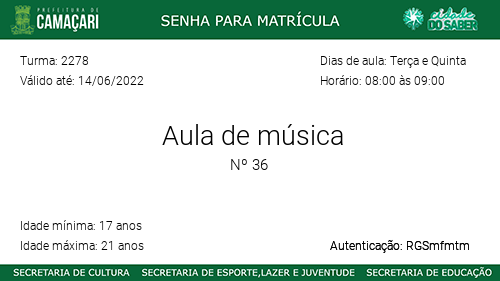 PREFEITURA DE
CAMAÇARI
SENHA PARA MATRÍCULA
cidade
DO SABER
Turma: 2278
Dias de aula: Terça e Quinta
Válido até: 14/06/2022
Horário: 08:00 às 09:00
Aula de música
Nº 36
Idade mínima: 17 anos
Idade máxima: 21 anos
Autenticação: RGSmfmtm
SECRETARIA DE CULTURA
SECRETARIA DE ESPORTE,LAZER E JUVENTUDE
SECRETARIA DE EDUCAÇÃO